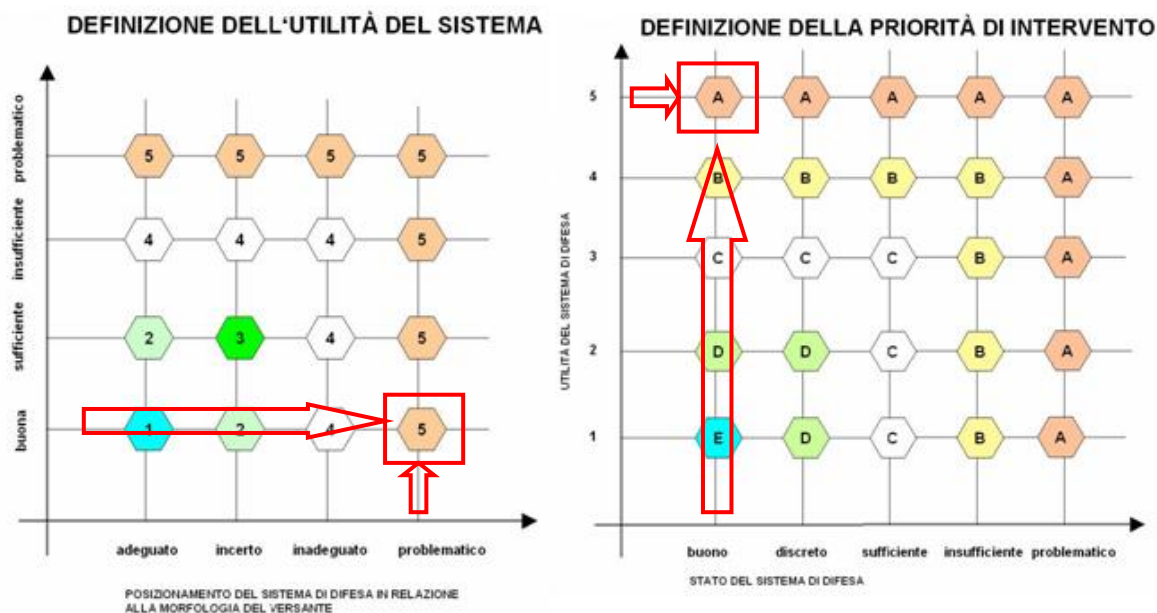 DEFINIZIONE DELL'UTILITÀ DEL SISTEMA
problematico
5 5 5 5
insufficiente
4 4 4 5
sufficiente
2 3 4 5
buona
1 2 4 5
adeguato incerto inadeguato problematico
POSIZIONAMENTO DEL SISTEMA DI DIFESA IN RELAZIONE
ALLA MORFOLOGIA DEL VERSANTE
DEFINIZIONE DELLA PRIORITÀ DI INTERVENTO
UTILITÀ DEL SISTEMA DI DIFESA
5 A A A A A
4 B B B B A
3 C C C B A
2 D D C B A
1 E D C B A
buono discreto sufficiente insufficiente problematico
STATO DEL SISTEMA DI DIFESA